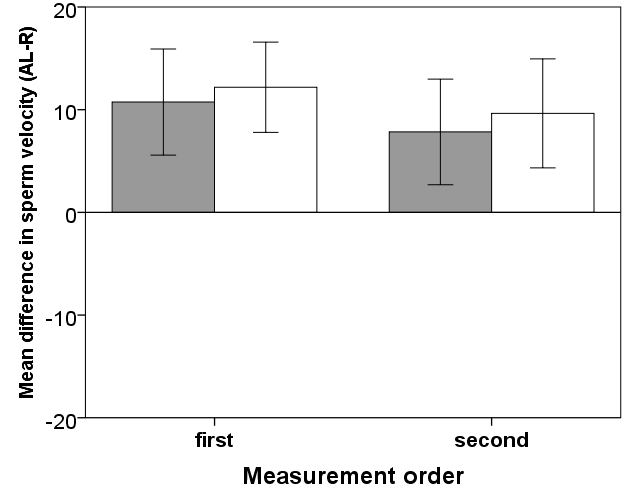 Mean difference in sperm velocity (AL-R)
20
10
0
-10
-20
first second
Measurement order